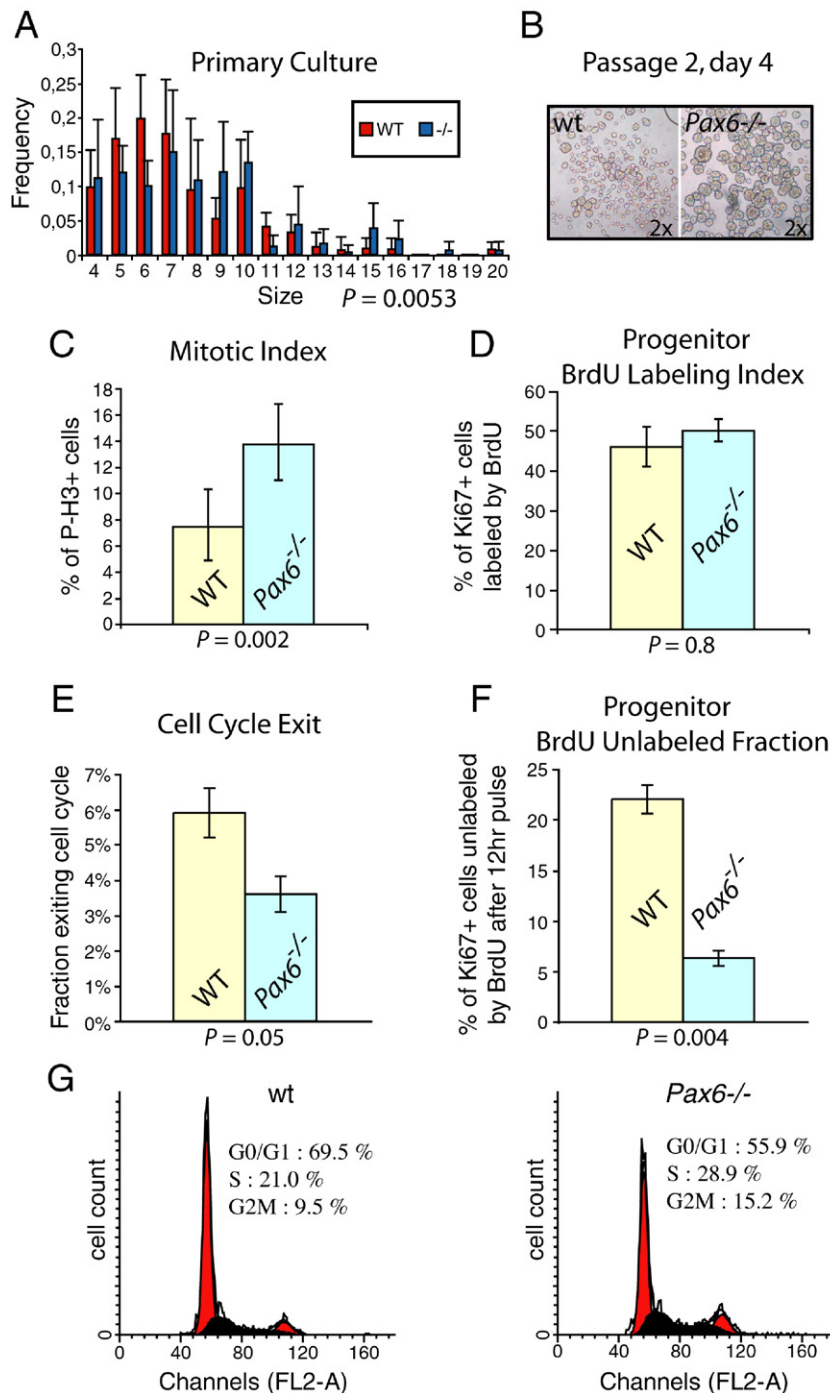 A
Primary Culture
Frequency
0,3
0,25
0,2
0,15
0,1
0,05
0
WT
-/-
4 5 6 7 8 9 10 11 12 13 14 15 16 17 18 19 20
Size
P = 0.0053
B
Passage 2, day 4
wt
2x
Pax6-/-
2x
C
Mitotic Index
% of P-H3+ cells
18
16
14
12
10
8
6
4
2
0
WT
Pax6-/-
P = 0.002
D
Progenitor
BrdU Labeling Index
% of Ki67+ cells
labeled by BrdU
60
50
40
30
20
10
0
WT
Pax6-/-
P = 0.8
E
Cell Cycle Exit
Fraction exiting cell cycle
7%
6%
5%
4%
3%
2%
1%
0%
WT
Pax6-/-
P = 0.05
F
Progenitor
BrdU Unlabeled Fraction
% of Ki67+ cells unlabeled
by BrdU after 12hr pulse
25
20
15
10
5
0
WT
Pax6-/-
P = 0.004
G
wt
cell count
G0/G1 : 69.5 %
S : 21.0 %
G2M : 9.5 %
0
0 40 80 120 160
Channels (FL2-A)
Pax6-/-
cell count
G0/G1 : 55.9 %
S : 28.9 %
G2M : 15.2 %
0
0 40 80 120 160
Channels (FL2-A)